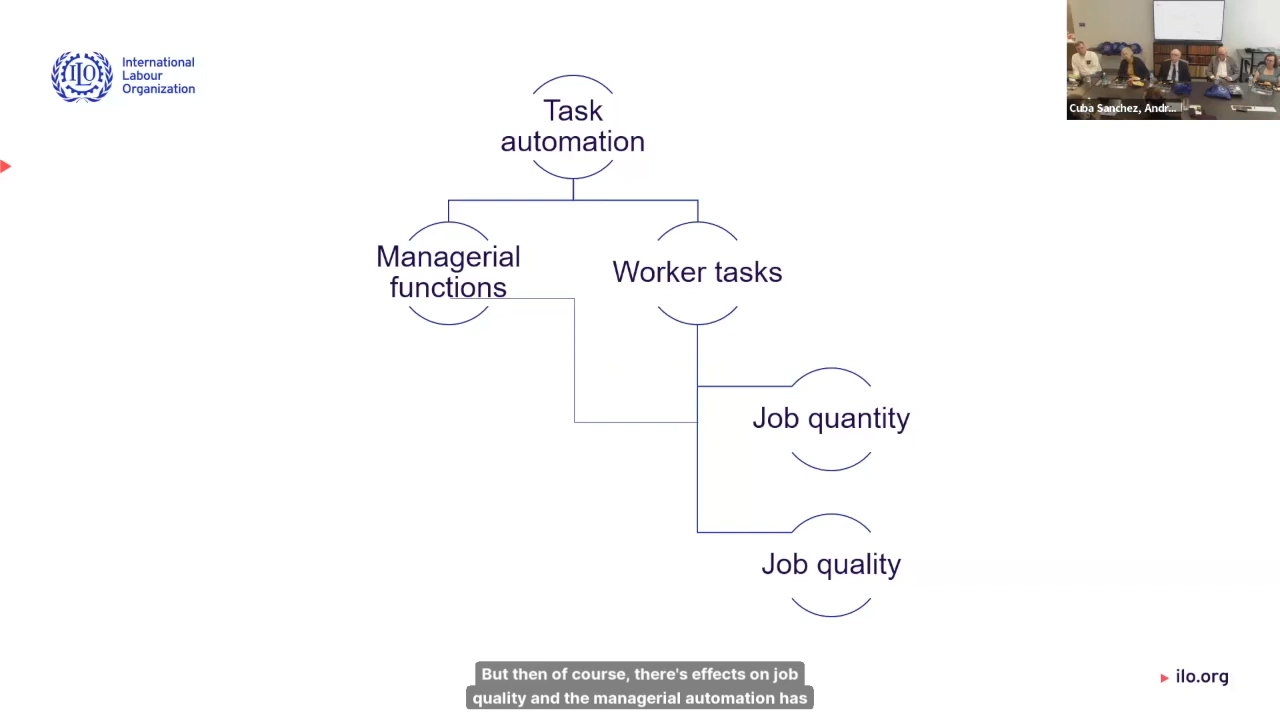 International
Labour
Organization
ILO
Cuba Sanchez, Andr...
Task
automation
Managerial
functions
Worker tasks
Job quantity
Job quality
But then of course, there's effects on job
quality and the managerial automation has
ilo.org